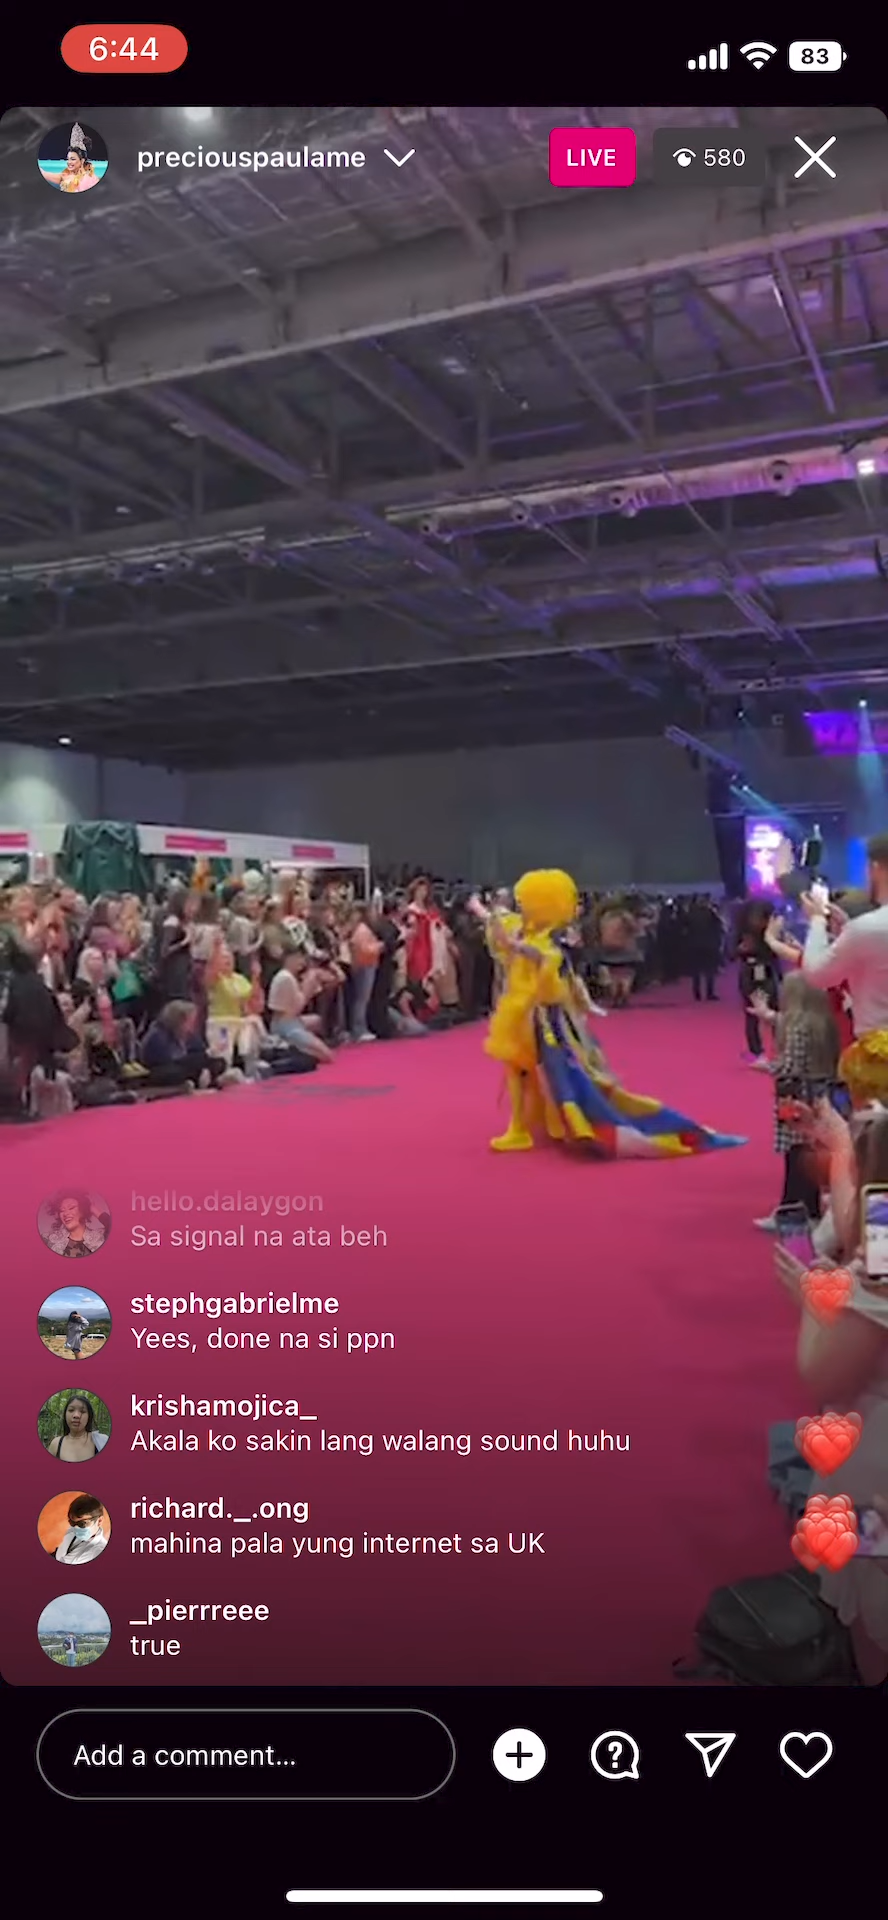 6:44
83
preciouspaulame
LIVE
580
hello.dalaygon
Sa signal na ata beh
stephgabrielme
Yees, done na si ppn
krishamojica_
Akala ko sakin lang walang sound huhu
richard._.ong
mahina pala yung internet sa UK
_pierrreee
true
Add a comment...